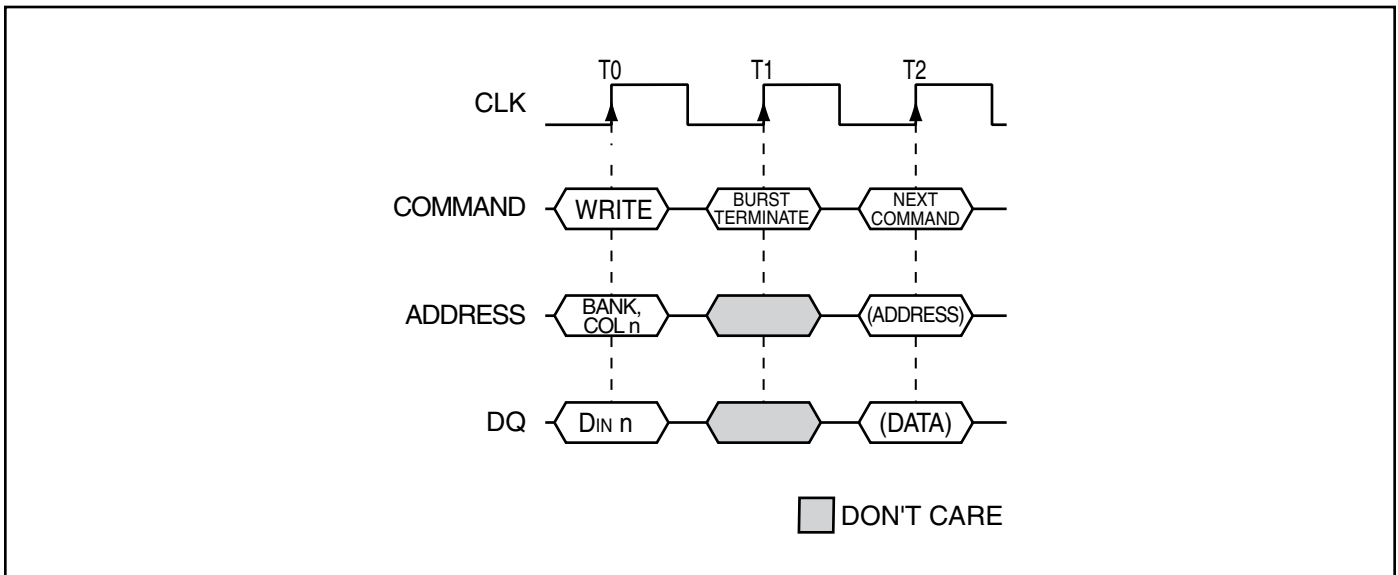 T0 T1 T2
CLK
COMMAND WRITE BURST TERMINATE NEXT COMMAND
ADDRESS BANK, COL n (ADDRESS)
DQ DIN n (DATA)
DON'T CARE